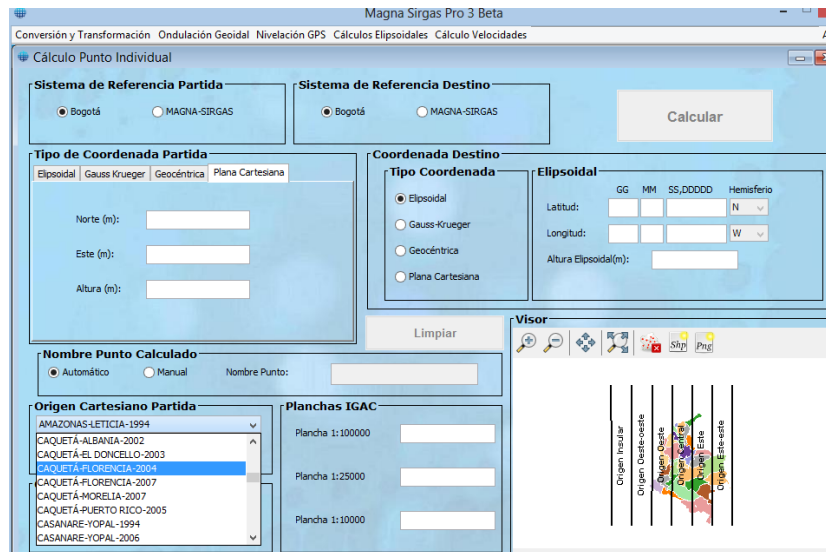 Magna Sirgas Pro 3 Beta
Conversión y Transformación Ondulación Geoidal Nivelación GPS Cálculos Elipsoidales Cálculo Velocidades
Cálculo Punto Individual
Sistema de Referencia Partida
Bogotá
MAGNA-SIRGAS
Sistema de Referencia Destino
Bogotá
MAGNA-SIRGAS
Calcular
Tipo de Coordenada Partida
Elipsoidal Gauss Krueger Geocéntrica Plana Cartesiana
Norte (m):
Este (m):
Altura (m):
Coordenada Destino
Tipo Coordenada
Elipsoidal
Gauss-Krueger
Geocéntrica
Plana Cartesiana
Elipsoidal
GG MM SS,DDDDD Hemisferio
Latitud:
N
Longitud:
W
Altura Elipsoidal(m):
Limpiar
Nombre Punto Calculado
Automático
Manual
Nombre Punto:
Origen Cartesiano Partida
AMAZONAS-LETICIA-1994
CAQUETÁ-ALBANIA-2002
CAQUETÁ-EL DONCELLO-2003
CAQUETÁ-FLORENCIA-2004
CAQUETÁ-FLORENCIA-2007
CAQUETÁ-MORELIA-2007
CAQUETÁ-PUERTO RICO-2005
CASANARE-YOPAL-1994
CASANARE-YOPAL-2006
Planchas IGAC
Plancha 1:100000
Plancha 1:25000
Plancha 1:10000
Visor
Shp
Png
Origen Insular
Origen Oeste-oeste
Origen Oeste
Origen Central
Origen Este
Origen Este-este